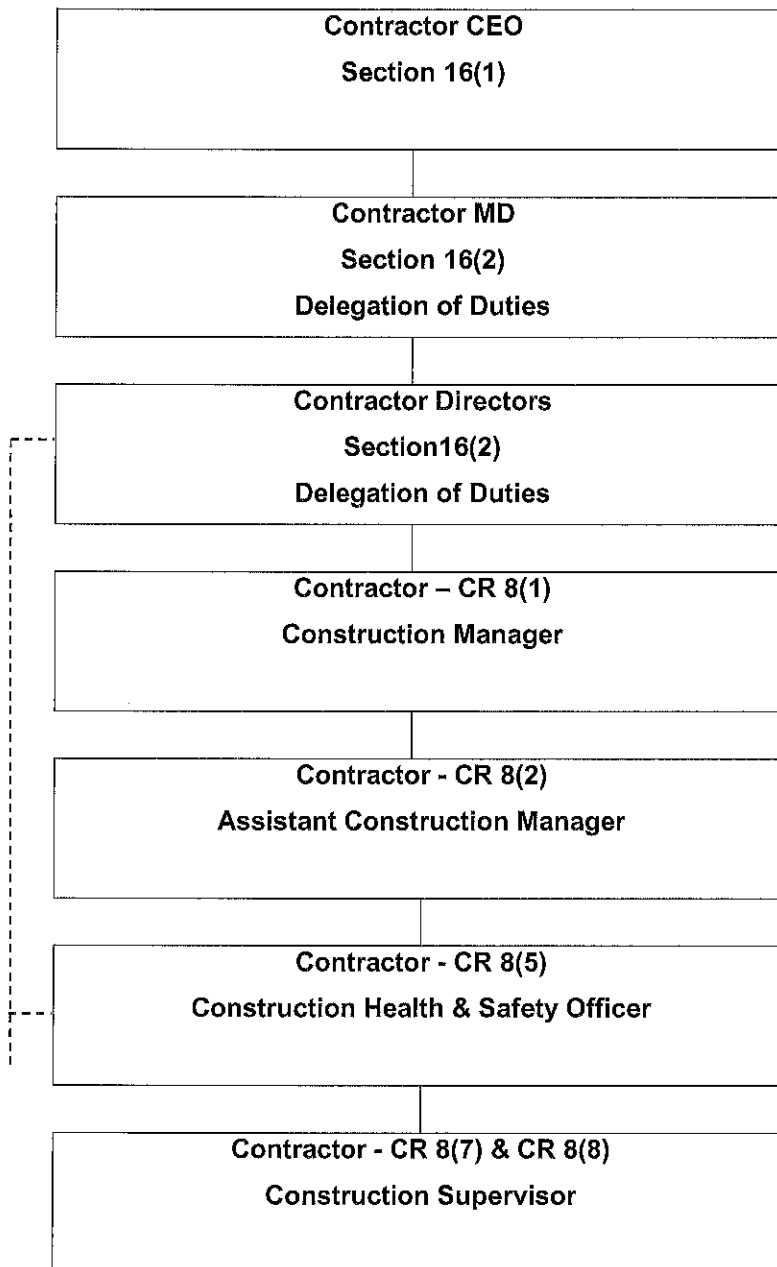 Contractor CEO
Section 16(1)
Contractor MD
Section 16(2)
Delegation of Duties
Contractor Directors
Section16(2)
Delegation of Duties
Contractor – CR 8(1)
Construction Manager
Contractor - CR 8(2)
Assistant Construction Manager
Contractor - CR 8(5)
Construction Health & Safety Officer
Contractor - CR 8(7) & CR 8(8)
Construction Supervisor